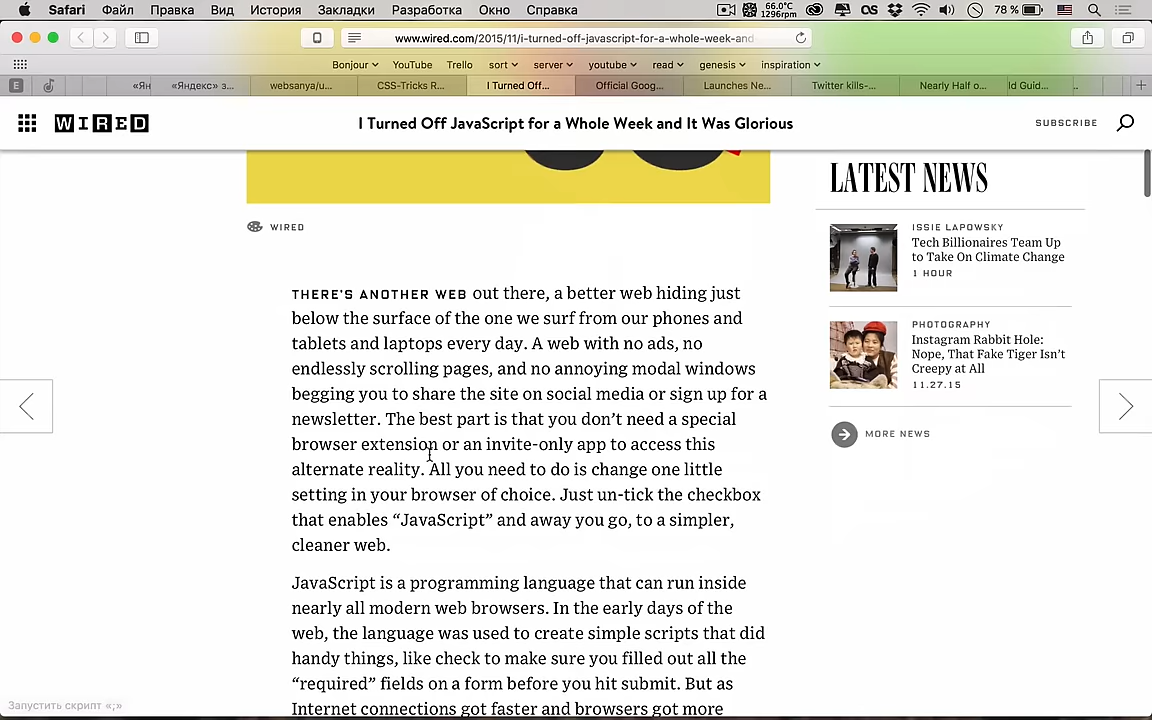 Safari Файл Правка Вид История Закладки Разработка Окно Справка
66.0°C
1296rpm
78 %
www.wired.com/2015/11/i-turned-off-javascript-for-a-whole-week-and
Bonjour YouTube Trello sort server youtube read genesis inspiration
E «Ян «Яндекс» з... websanya/u... CSS-Tricks R... I Turned Off... Official Goog... Launches Ne... Twitter kills-... Nearly Half o... ld Guid... ..
WIRED I Turned Off JavaScript for a Whole Week and It Was Glorious SUBSCRIBE
WIRED
THERE'S ANOTHER WEB out there, a better web hiding just
below the surface of the one we surf from our phones and
tablets and laptops every day. A web with no ads, no
endlessly scrolling pages, and no annoying modal windows
begging you to share the site on social media or sign up for a
newsletter. The best part is that you don't need a special
browser extension or an invite-only app to access this
alternate reality. All you need to do is change one little
setting in your browser of choice. Just un-tick the checkbox
that enables “JavaScript” and away you go, to a simpler,
cleaner web.
JavaScript is a programming language that can run inside
nearly all modern web browsers. In the early days of the
web, the language was used to create simple scripts that did
handy things, like check to make sure you filled out all the
“required” fields on a form before you hit submit. But as
Internet connections got faster and browsers got more
LATEST NEWS
ISSIE LAPOWSKY
Tech Billionaires Team Up
to Take On Climate Change
1 HOUR
PHOTOGRAPHY
Instagram Rabbit Hole:
Nope, That Fake Tiger Isn't
Creepy at All
11.27.15
MORE NEWS
Запустить скрипт «;»